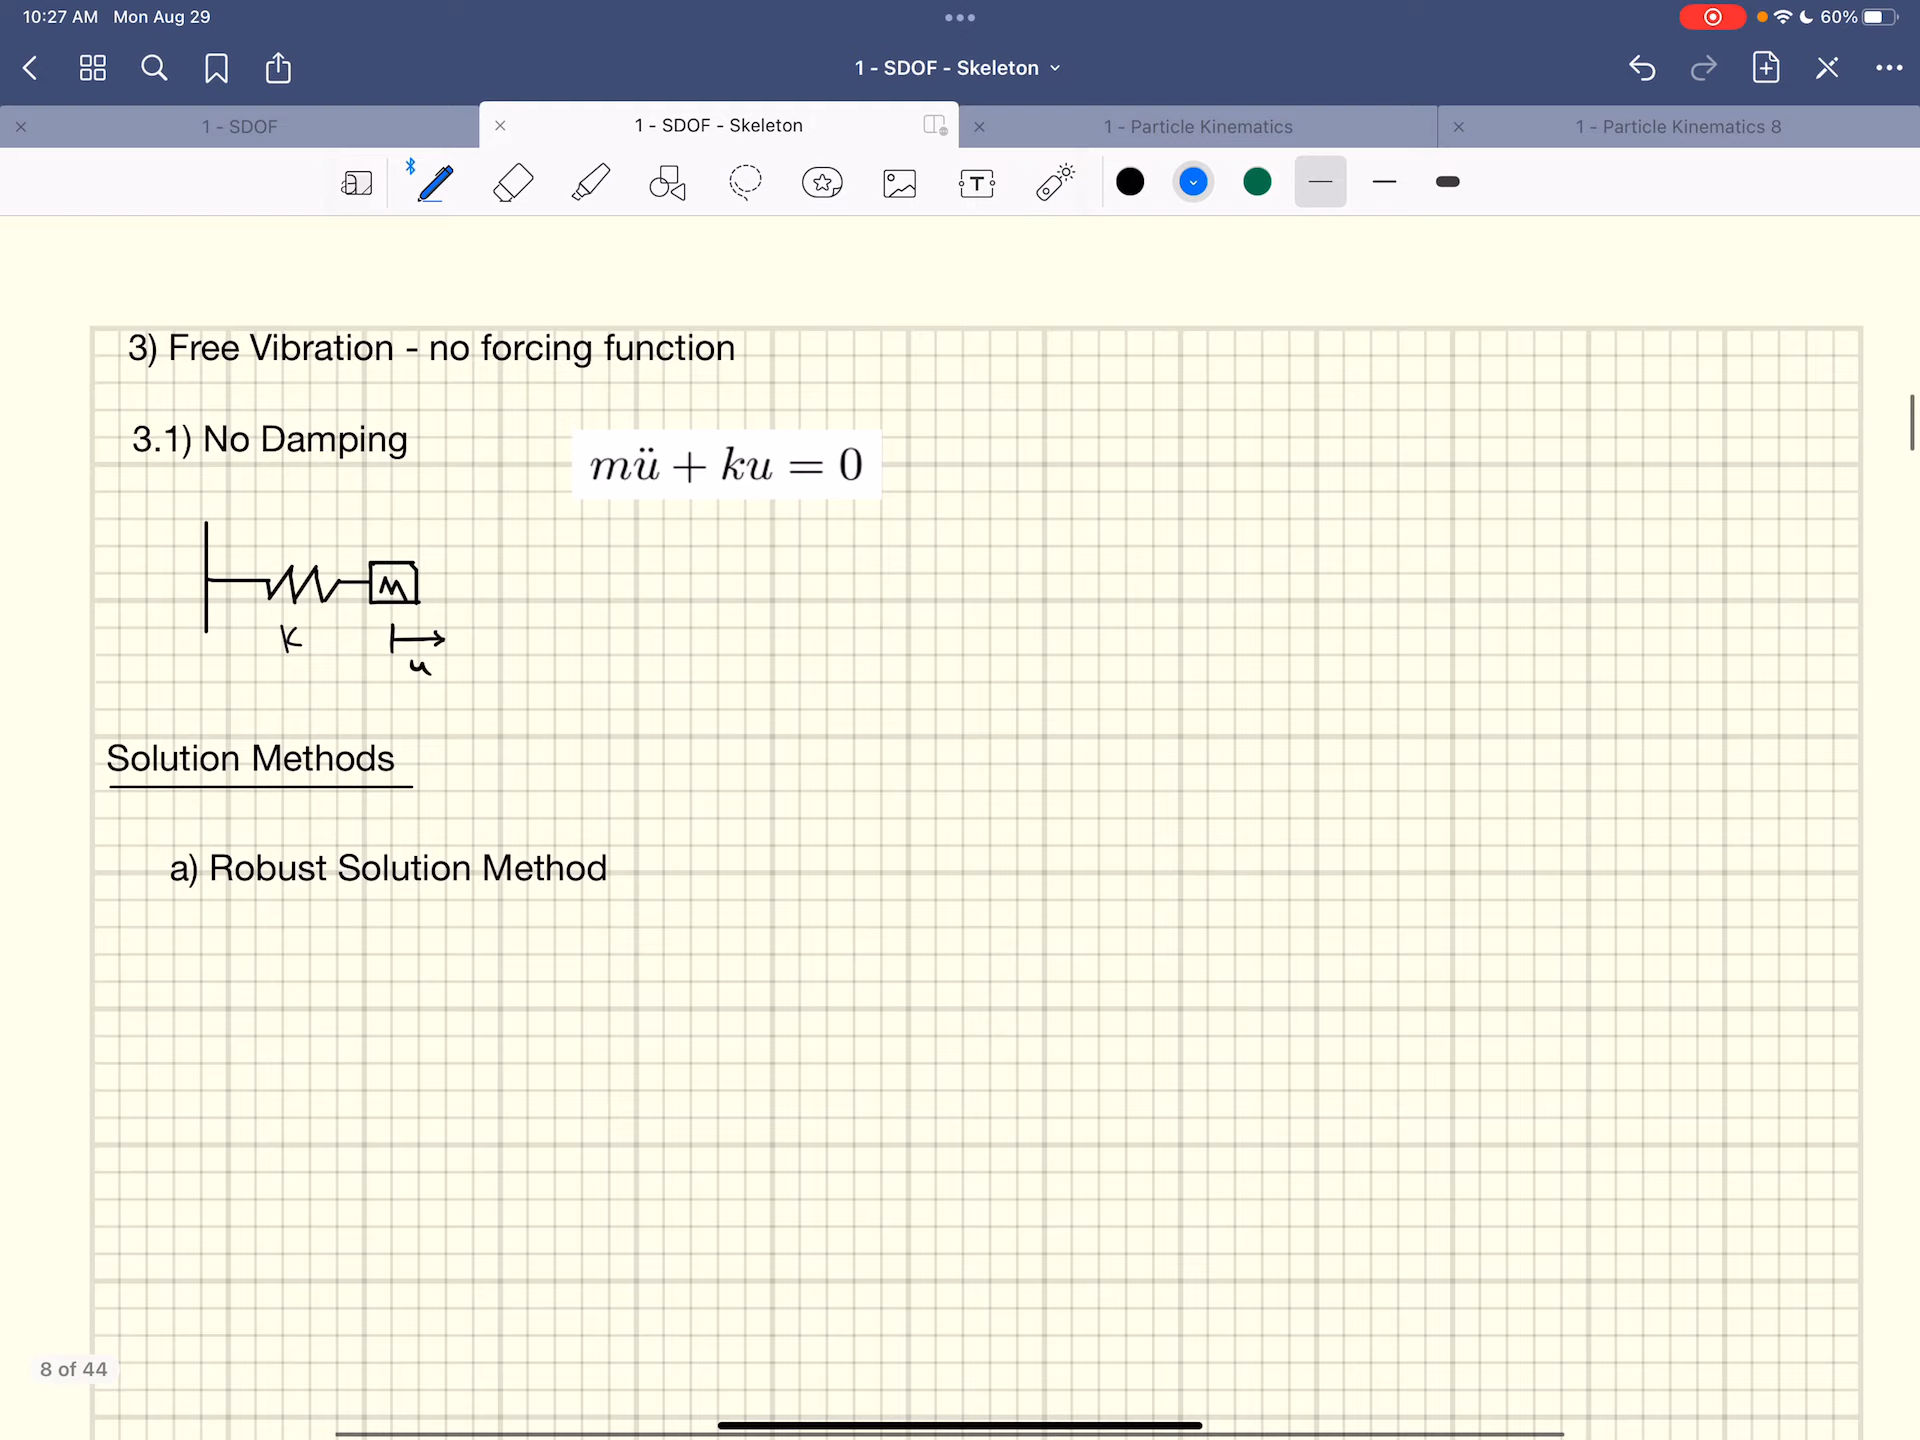 10:27 AM Mon Aug 29
60%
1 - SDOF - Skeleton
1 - SDOF
1 - SDOF - Skeleton
1 - Particle Kinematics
1 - Particle Kinematics 8
3) Free Vibration - no forcing function
3.1) No Damping
mü + ku = 0
M
K
u
Solution Methods
a) Robust Solution Method
8 of 44